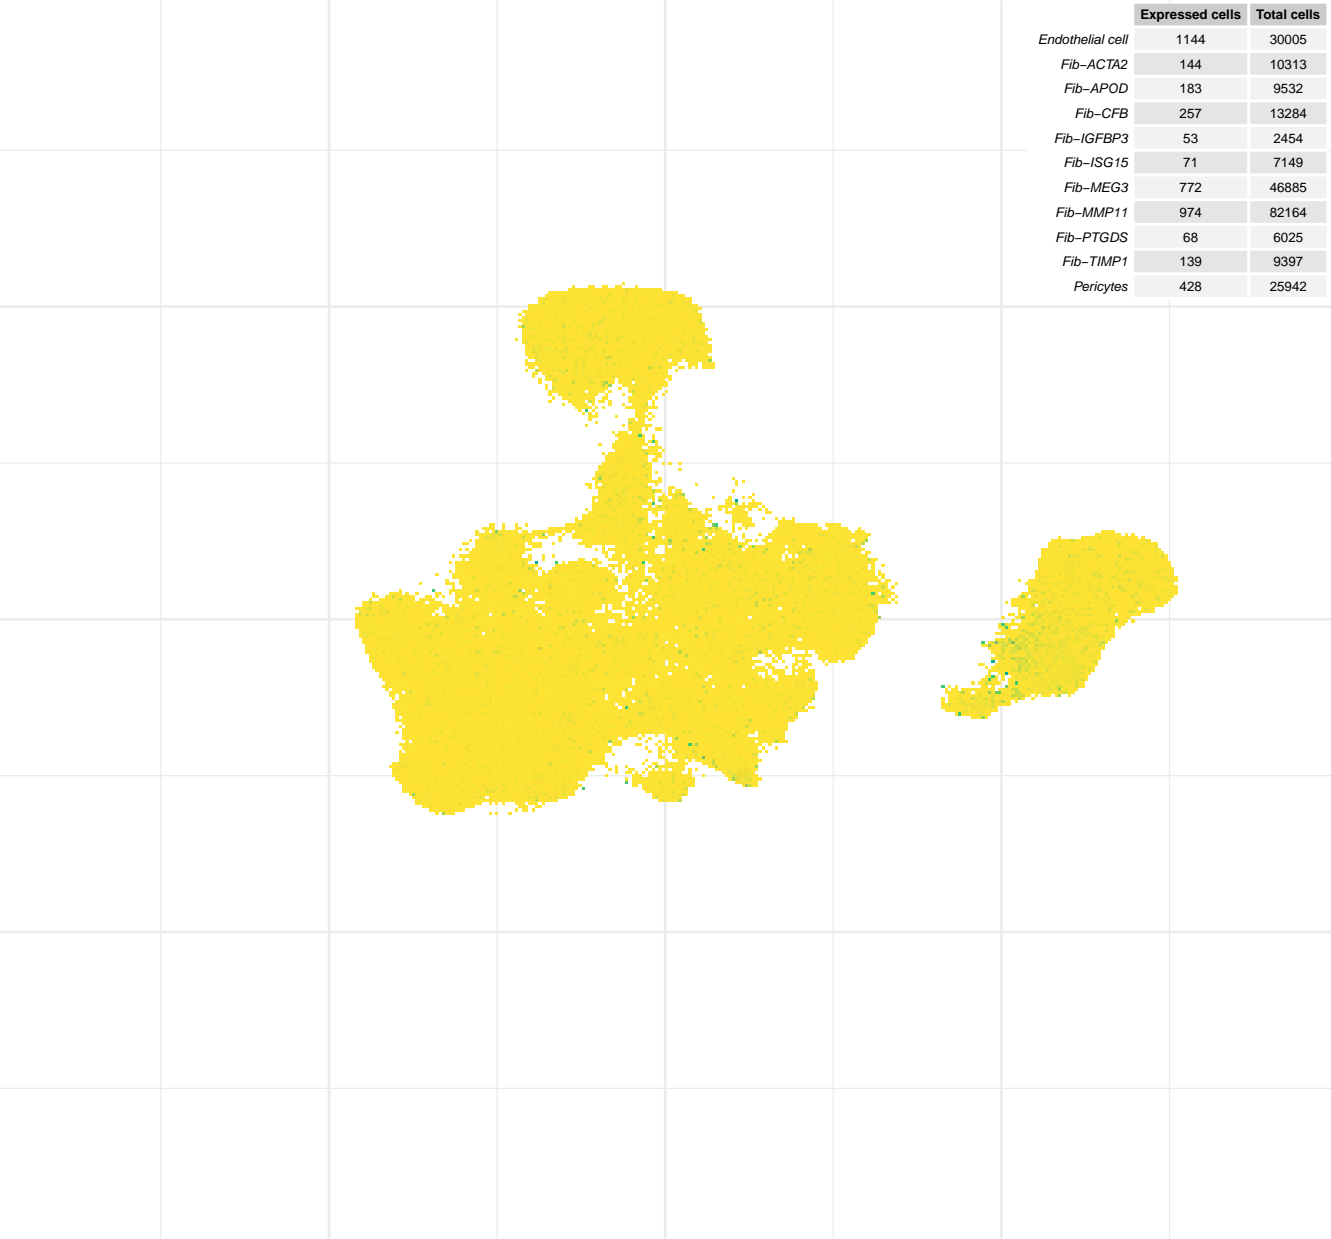 Expressed cells Total cells
Endothelial cell 1144 30005
Fib−ACTA2 144 10313
Fib−APOD 183 9532
Fib−CFB 257 13284
Fib−IGFBP3 53 2454
Fib−ISG15 71 7149
Fib−MEG3 772 46885
Fib−MMP11 974 82164
Fib−PTGDS 68 6025
Fib−TIMP1 139 9397
Pericytes 428 25942